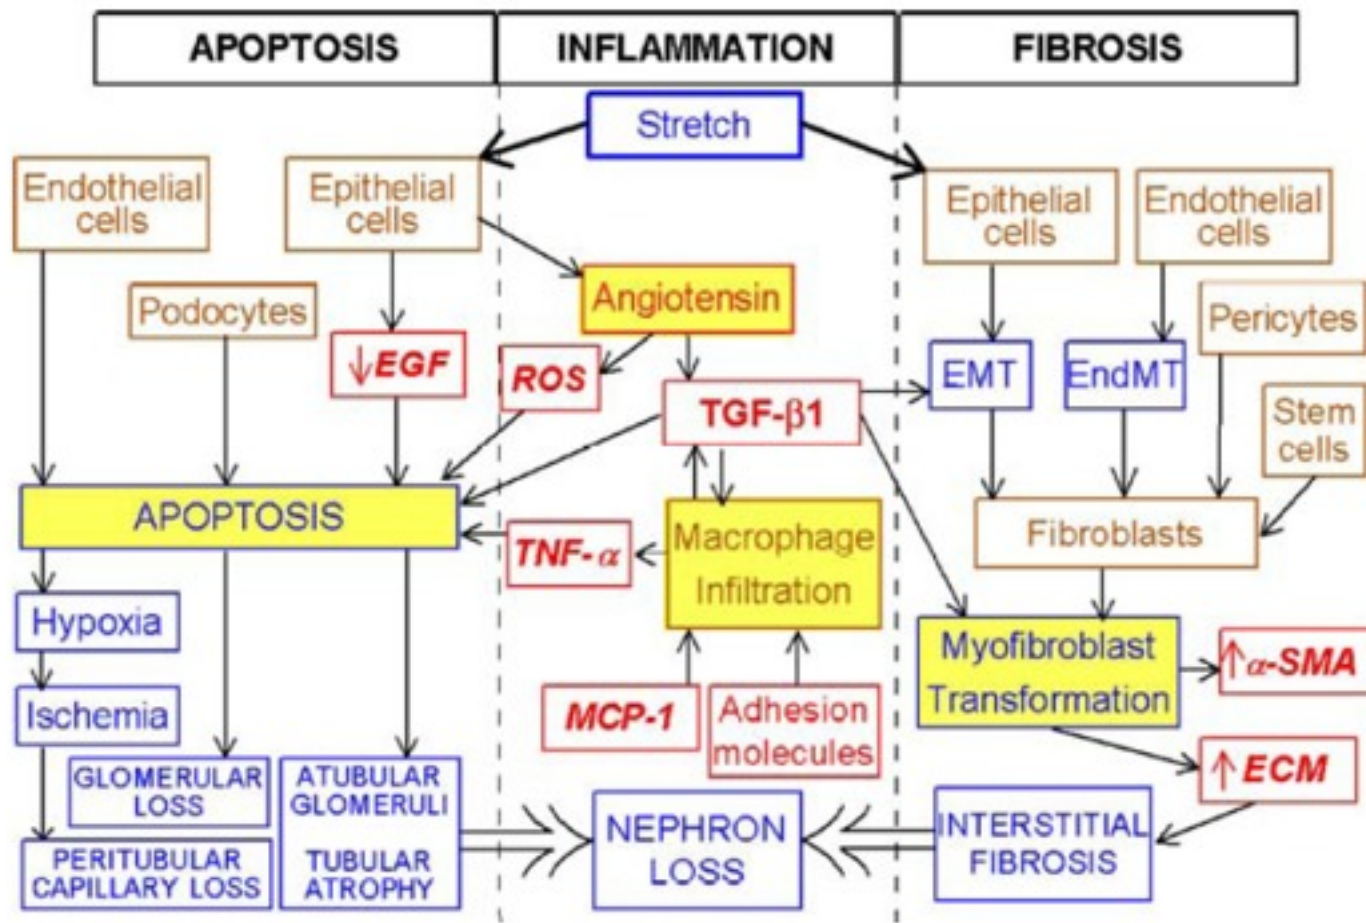 APOPTOSIS
INFLAMMATION
FIBROSIS
Stretch
Endothelial
cells
Epithelial
cells
Epithelial
cells
Endothelial
cells
Angiotensin
Podocytes
Pericytes
↓EGF
ROS
TGF-β1
EMT
EndMT
Stem
cells
APOPTOSIS
TNF-α
Macrophage
Infiltration
Fibroblasts
Hypoxia
Myofibroblast
Transformation
↑α-SMA
Ischemia
MCP-1
Adhesion
molecules
↑ECM
GLOMERULAR
LOSS
ATUBULAR
GLOMERULI
TUBULAR
ATROPHY
NEPHRON
LOSS
INTERSTITIAL
FIBROSIS
PERITUBULAR
CAPILLARY LOSS